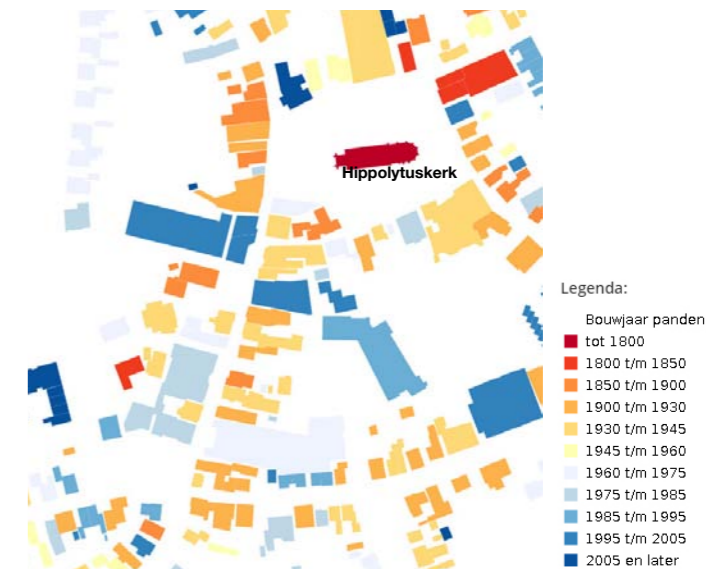 Hippolytuskerk
Legenda:
Bouwjaar panden
tot 1800
1800 t/m 1850
1850 t/m 1900
1900 t/m 1930
1930 t/m 1945
1945 t/m 1960
1960 t/m 1975
1975 t/m 1985
1985 t/m 1995
1995 t/m 2005
2005 en later